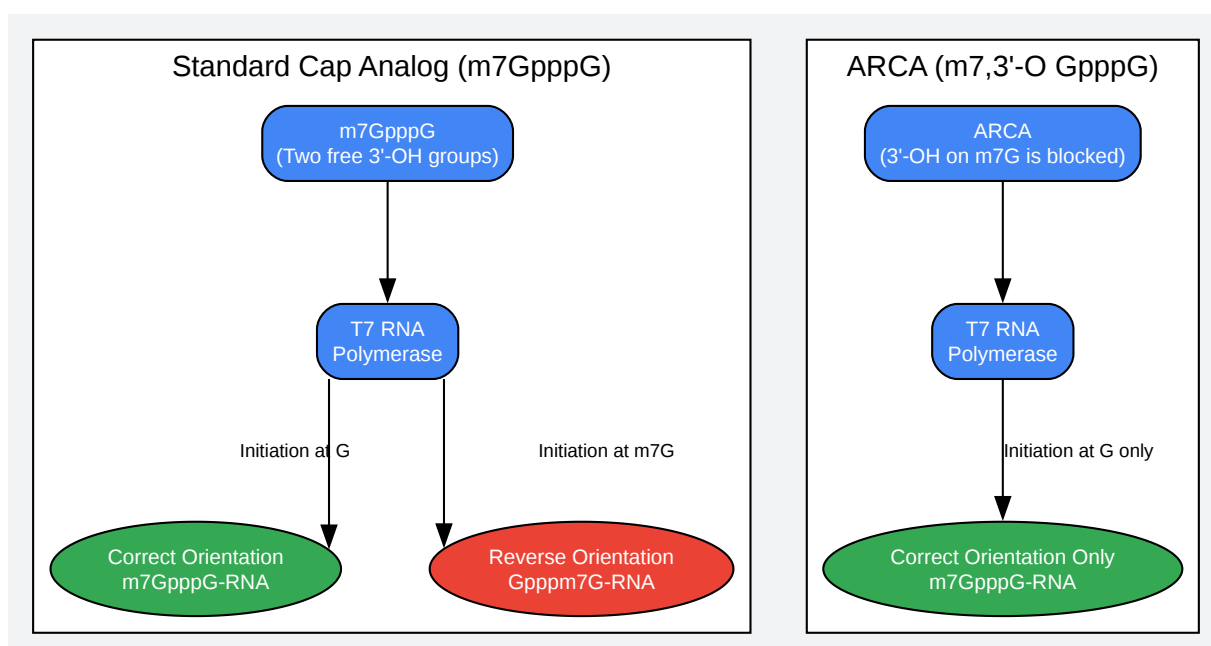 Standard Cap Analog (m7GpppG)
m7GpppG
(Two free 3'-OH groups)
T7 RNA
Polymerase
Initiation at G
Initiation at m7G
Correct Orientation
m7GpppG-RNA
Reverse Orientation
Gpppm7G-RNA
ARCA (m7,3'-O GpppG)
ARCA
(3'-OH on m7G is blocked)
T7 RNA
Polymerase
Initiation at G only
Correct Orientation Only
m7GpppG-RNA